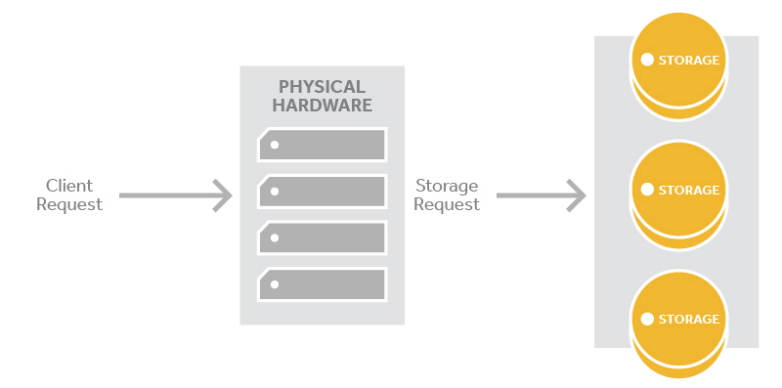 PHYSICAL
HARDWARE
Client
Request
Storage
Request
STORAGE
STORAGE
STORAGE